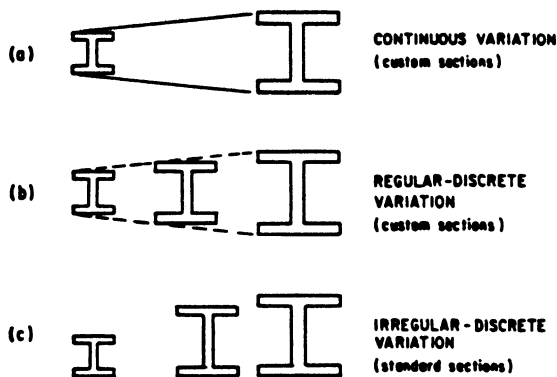 (a)
CONTINUOUS VARIATION
(custom sections)
(b)
REGULAR-DISCRETE
VARIATION
(custom sections)
(c)
IRREGULAR-DISCRETE
VARIATION
(standard sections)